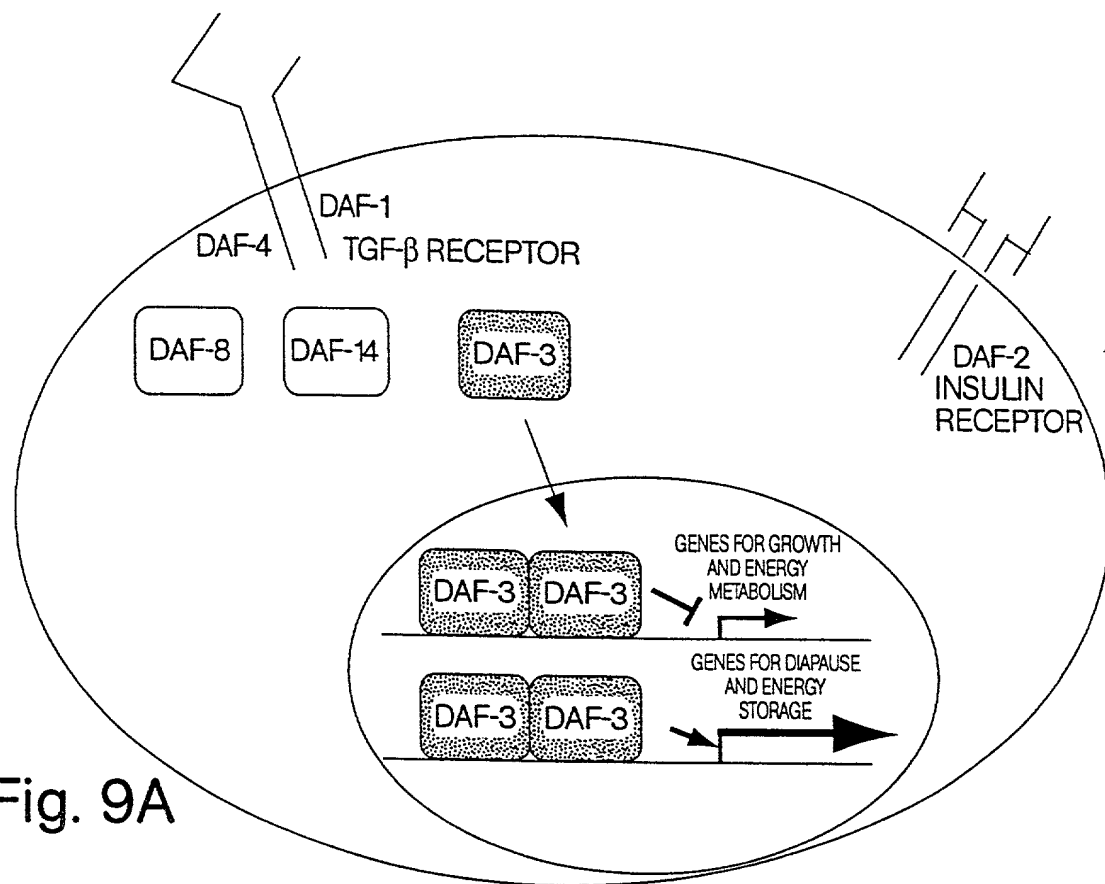 DAF-1
DAF-4
TGF-β RECEPTOR
DAF-8
DAF-14
DAF-3
DAF-2
INSULIN
RECEPTOR
GENES FOR GROWTH
AND ENERGY
METABOLISM
DAF-3
DAF-3
GENES FOR DIAPAUSE
AND ENERGY
STORAGE
DAF-3
DAF-3
Fig. 9A